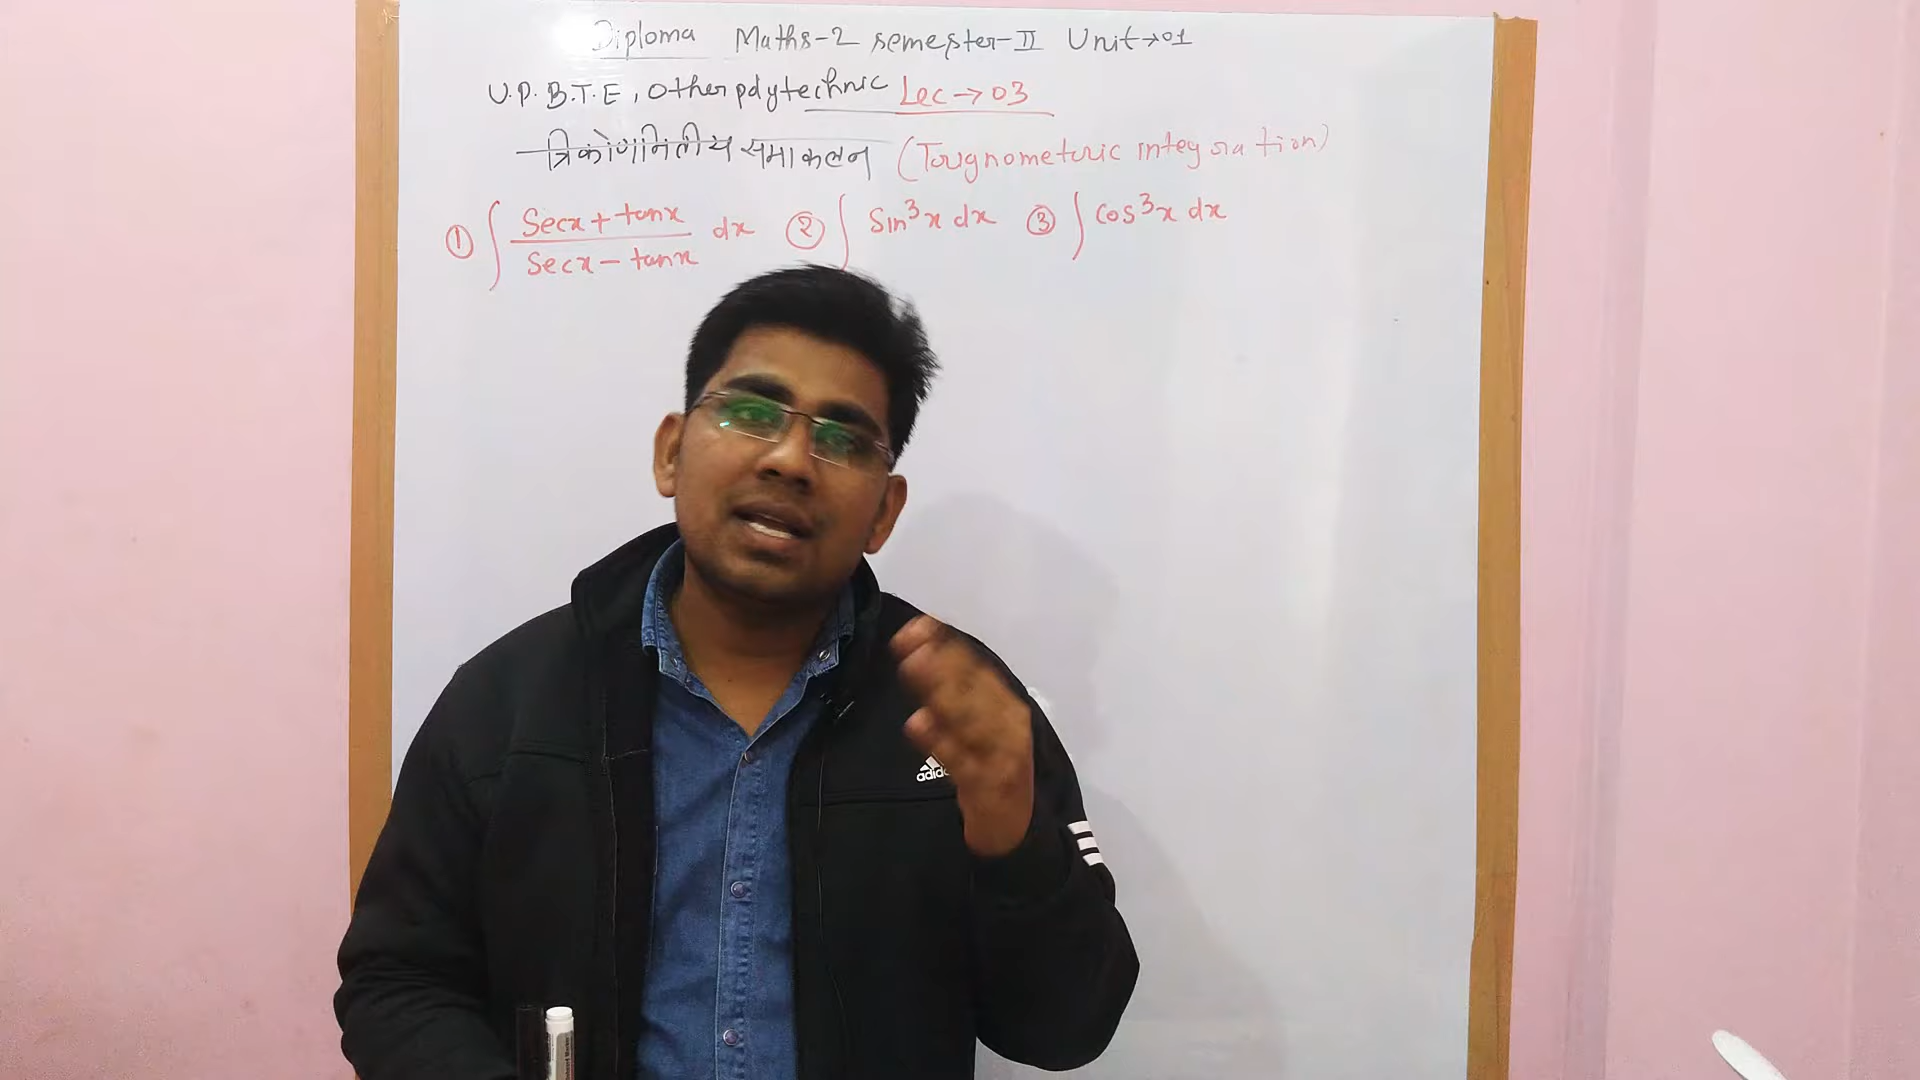 Diploma Maths-2 semester-II Unit→01
U.P.B.T.E, Other polytechnic Lec→03
त्रिकोणमितीय समाकलन (Trignometric integration)
① ∫ Secx + tanx / Secx - tanx dx ② ∫ Sin³x dx ③ ∫ Cos³x dx
adidas